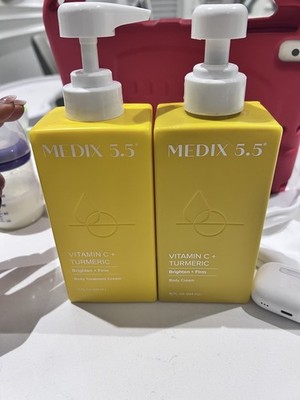 MEDIX 5.5®
VITAMIN C +
TURMERIC
Brighten + Firm
MEDIX 5.5®
VITAMIN C +
TURMERIC
Brighten + Firm
Body Cream